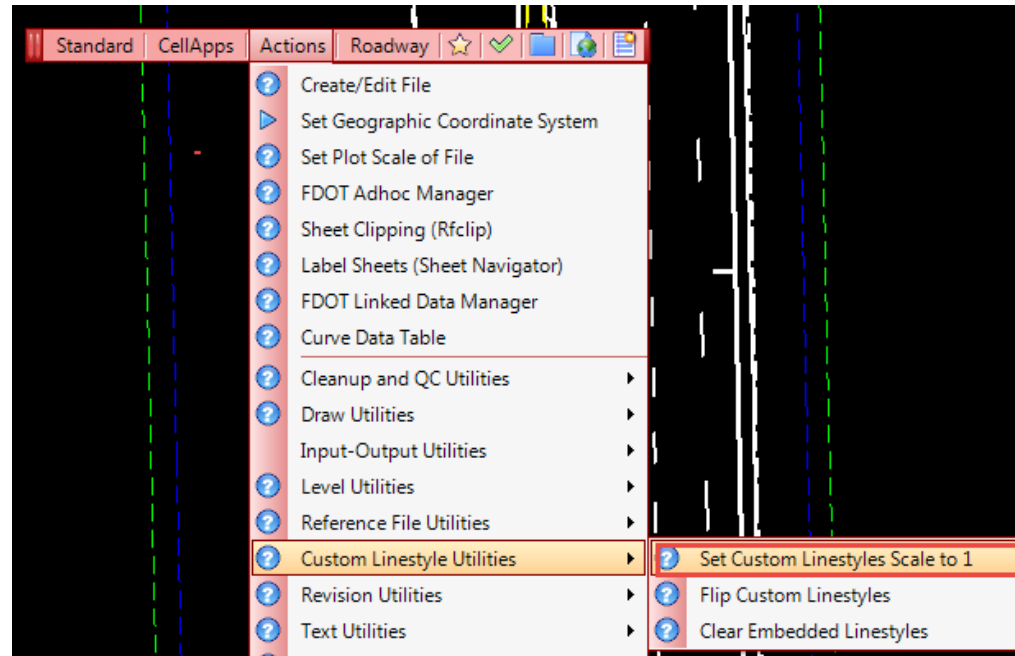 Standard CellApps Actions Roadway
Create/Edit File
Set Geographic Coordinate System
Set Plot Scale of File
FDOT Adhoc Manager
Sheet Clipping (Rfclip)
Label Sheets (Sheet Navigator)
FDOT Linked Data Manager
Curve Data Table
Cleanup and QC Utilities
Draw Utilities
Input-Output Utilities
Level Utilities
Reference File Utilities
Custom Linestyle Utilities
Set Custom Linestyles Scale to 1
Revision Utilities
Flip Custom Linestyles
Text Utilities
Clear Embedded Linestyles